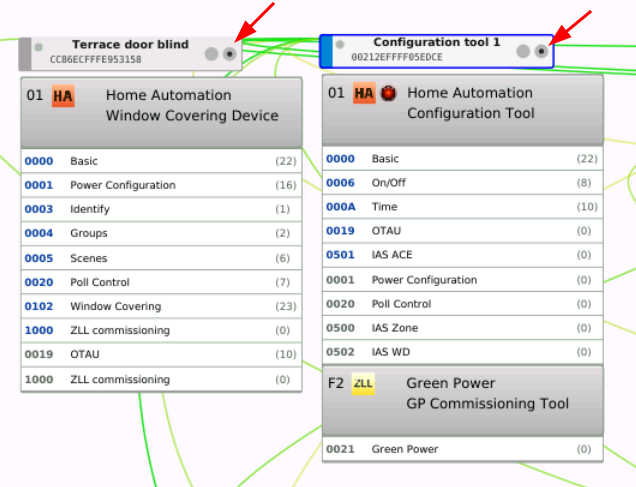 Terrace door blind
CC86ECFFFE953158
01 HA Home Automation
Window Covering Device
0000 Basic (22)
0001 Power Configuration (16)
0003 Identify (1)
0004 Groups (2)
0005 Scenes (6)
0020 Poll Control (7)
0102 Window Covering (23)
1000 ZLL commissioning (0)
0019 OTAU (10)
1000 ZLL commissioning (0)
Configuration tool 1
00212EFFFF05EDCE
01 HA Home Automation
Configuration Tool
0000 Basic (22)
0006 On/Off (8)
000A Time (10)
0019 OTAU (0)
0501 IAS ACE (0)
0001 Power Configuration (0)
0020 Poll Control (0)
0500 IAS Zone (0)
0502 IAS WD (0)
F2 ZLL Green Power
GP Commissioning Tool
0021 Green Power (0)